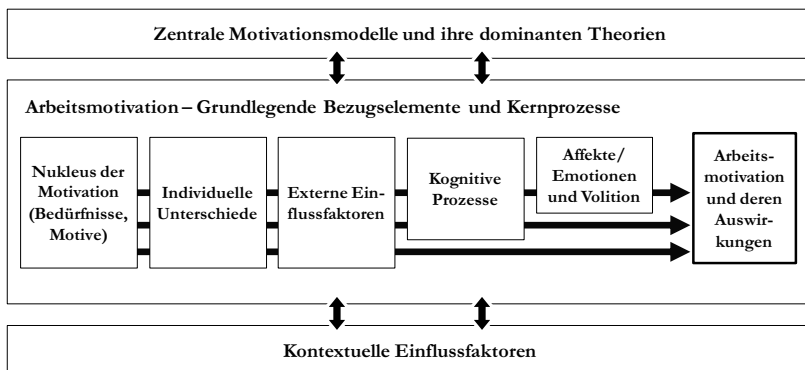 Zentrale Motivationsmodelle und ihre dominanten Theorien
Arbeitsmotivation – Grundlegende Bezugselemente und Kernprozesse
Nukleus der
Motivation
(Bedürfnisse,
Motive)
Individuelle
Unterschiede
Externe Ein-
flussfaktoren
Kognitive
Prozesse
Affekte/
Emotionen
und Volition
Arbeits-
motivation
und deren
Auswir-
kungen
Kontextuelle Einflussfaktoren